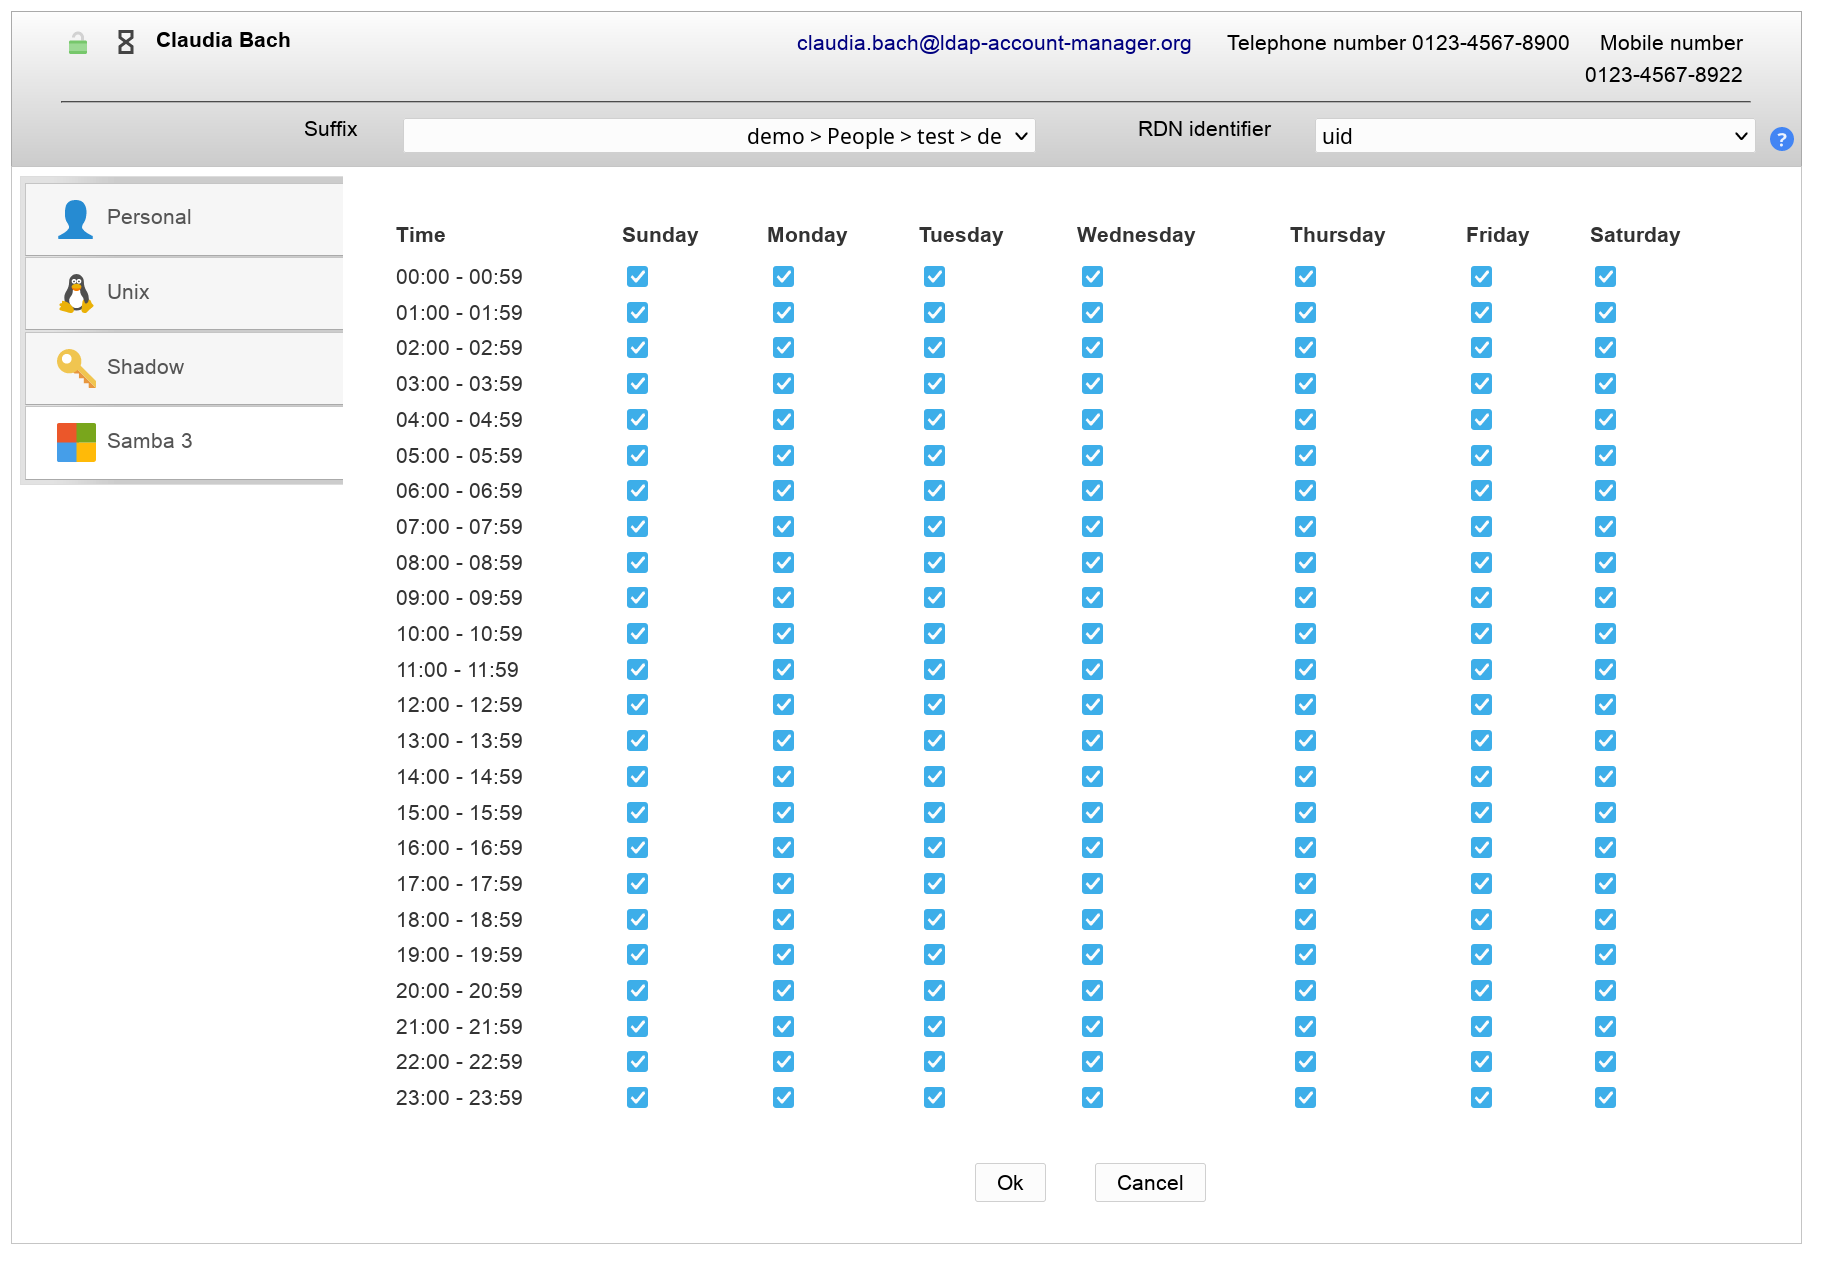 Claudia Bach
claudia.bach@ldap-account-manager.org Telephone number 0123-4567-8900 Mobile number
0123-4567-8922
Suffix demo > People > test > de RDN identifier uid ?
Personal
Unix
Shadow
Samba 3
Time Sunday Monday Tuesday Wednesday Thursday Friday Saturday
00:00 - 00:59
01:00 - 01:59
02:00 - 02:59
03:00 - 03:59
04:00 - 04:59
05:00 - 05:59
06:00 - 06:59
07:00 - 07:59
08:00 - 08:59
09:00 - 09:59
10:00 - 10:59
11:00 - 11:59
12:00 - 12:59
13:00 - 13:59
14:00 - 14:59
15:00 - 15:59
16:00 - 16:59
17:00 - 17:59
18:00 - 18:59
19:00 - 19:59
20:00 - 20:59
21:00 - 21:59
22:00 - 22:59
23:00 - 23:59
Ok Cancel